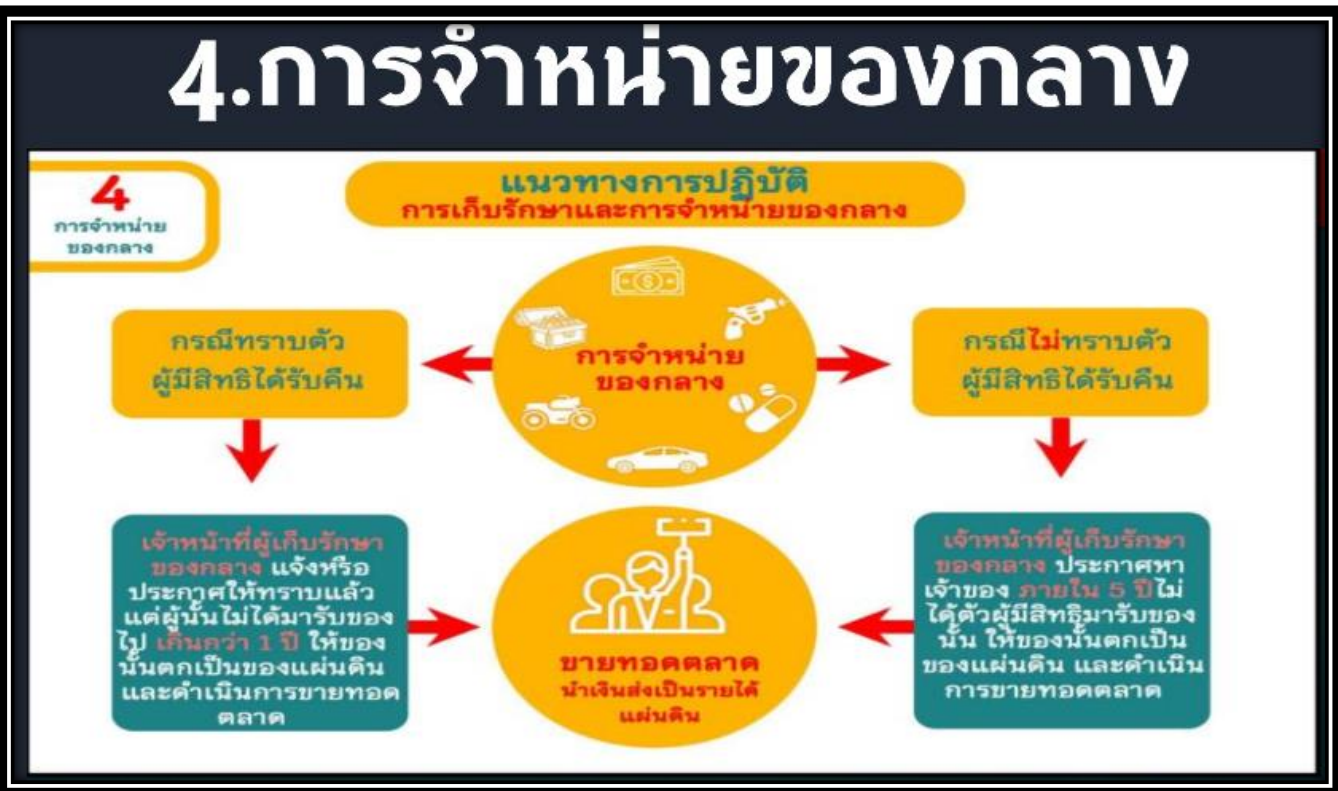 4.การจำหน่ายของกลาง
4
การจำหน่าย
ของกลาง
แนวทางการปฏิบัติ
การเก็บรักษาและการจำหน่ายของกลาง
กรณีทราบตัว
ผู้มีสิทธิได้รับคืน
การจำหน่าย
ของกลาง
กรณีไม่ทราบตัว
ผู้มีสิทธิได้รับคืน
เจ้าหน้าที่ผู้เก็บรักษา
ของกลาง แจ้งหรือ
ประกาศให้ทราบแล้ว
แต่ผู้นั้นไม่ได้มารับของ
ไป เกินกว่า 1 ปี ให้ของ
นั้นตกเป็นของแผ่นดิน
และดำเนินการขายทอด
ตลาด
ขายทอดตลาด
นำเงินส่งเป็นรายได้
แผ่นดิน
เจ้าหน้าที่ผู้เก็บรักษา
ของกลาง ประกาศหา
เจ้าของ ภายใน 5 ปีไม่
ได้ตัวผู้มีสิทธิมารับของ
นั้น ให้ของนั้นตกเป็น
ของแผ่นดิน และดำเนิน
การขายทอดตลาด